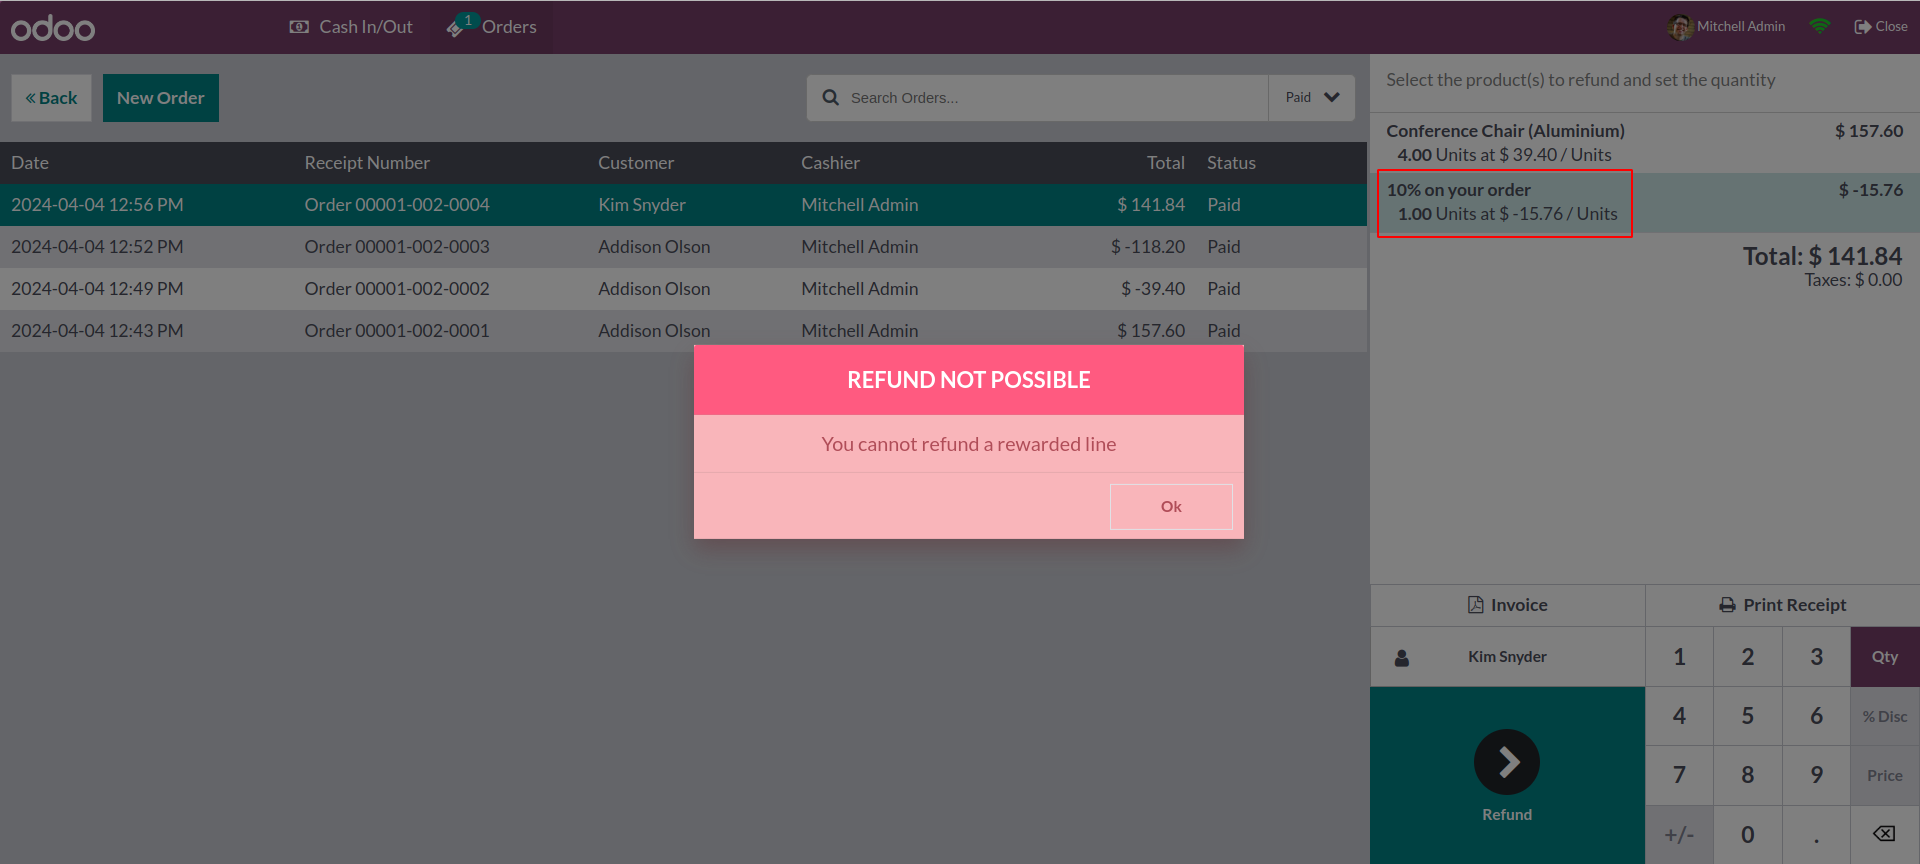 odoo
Cash In/Out
1
Orders
Mitchell Admin
Close
« Back
New Order
Search Orders...
Paid
Date Receipt Number Customer Cashier Total Status
2024-04-04 12:56 PM Order 00001-002-0004 Kim Snyder Mitchell Admin $ 141.84 Paid
2024-04-04 12:52 PM Order 00001-002-0003 Addison Olson Mitchell Admin $ -118.20 Paid
2024-04-04 12:49 PM Order 00001-002-0002 Addison Olson Mitchell Admin $ -39.40 Paid
2024-04-04 12:43 PM Order 00001-002-0001 Addison Olson Mitchell Admin $ 157.60 Paid
REFUND NOT POSSIBLE
You cannot refund a rewarded line
Ok
Select the product(s) to refund and set the quantity
Conference Chair (Aluminium) $ 157.60
4.00 Units at $ 39.40 / Units
10% on your order $ -15.76
1.00 Units at $ -15.76 / Units
Total: $ 141.84
Taxes: $ 0.00
Invoice
Print Receipt
Kim Snyder
Refund
1 2 3 Qty
4 5 6 % Disc
7 8 9 Price
+/- 0 .